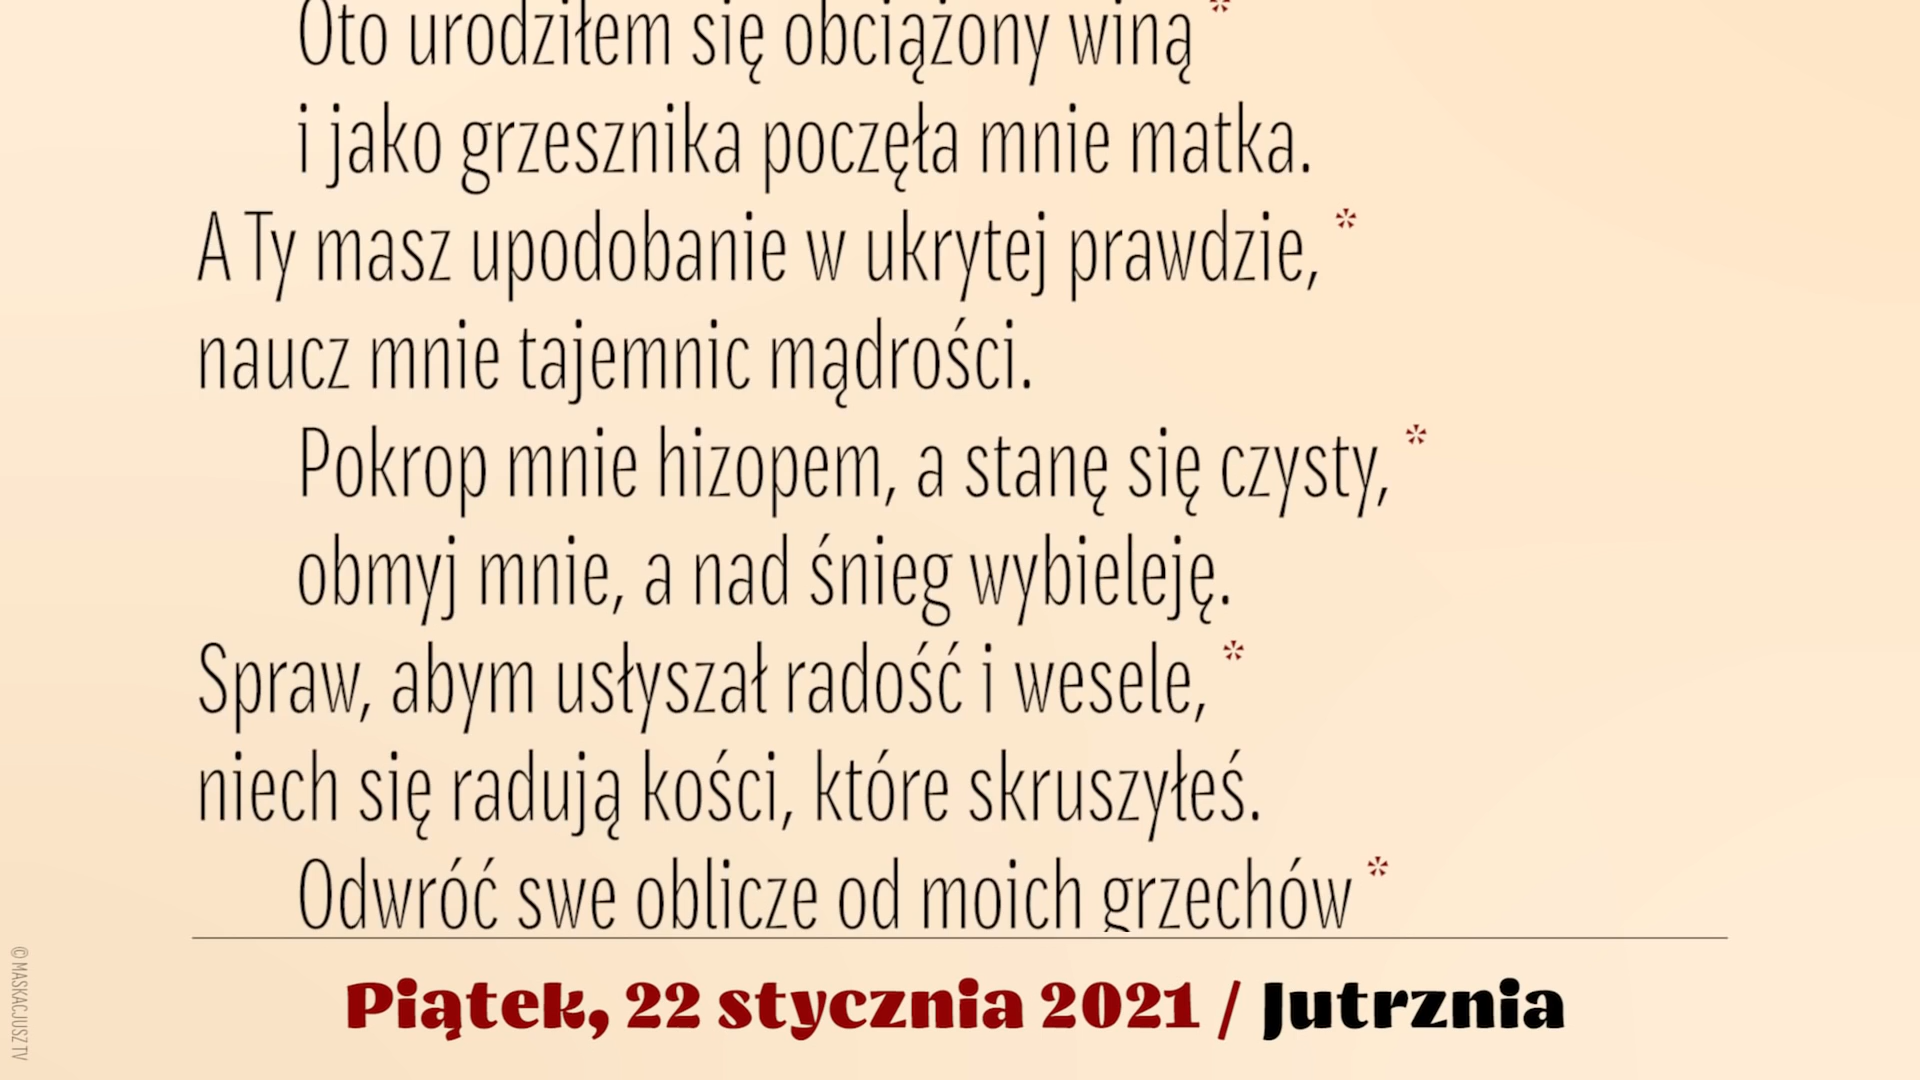 Oto urodziłem się obciążony winą *
i jako grzesznika poczęła mnie matka.
A Ty masz upodobanie w ukrytej prawdzie, *
naucz mnie tajemnic mądrości.
Pokrop mnie hizopem, a stanę się czysty, *
obmyj mnie, a nad śnieg wybieleję.
Spraw, abym usłyszał radość i wesele, *
niech się radują kości, które skruszyłeś.
Odwróć swe oblicze od moich grzechów *
Piątek, 22 stycznia 2021 / Jutrznia
© MASKACJUSZ TV